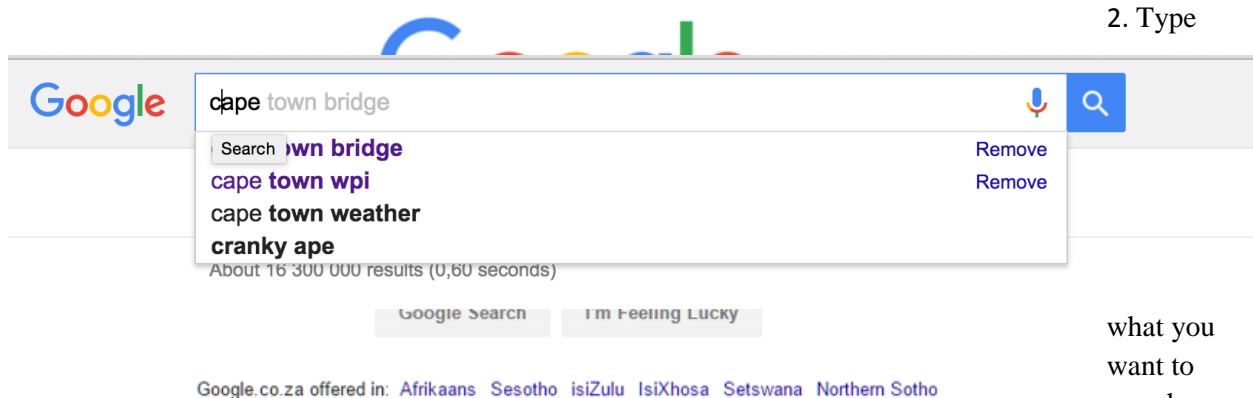 2. Type
Google
cape town bridge
Search own bridge
Remove
cape town wpi
Remove
cape town weather
cranky ape
About 16 300 000 results (0,60 seconds)
Google Search I'm Feeling Lucky
what you
want to
Google.co.za offered in: Afrikaans Sesotho isiZulu IsiXhosa Setswana Northern Sotho